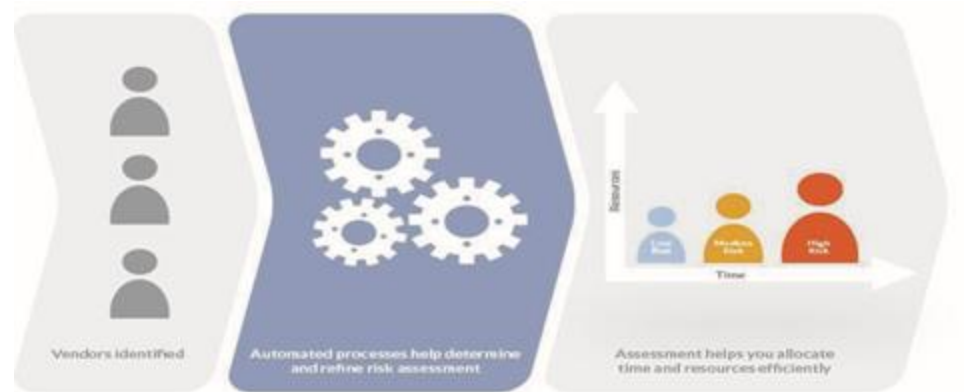 Vendors identified
Automated processes help determine
and refine risk assessment
Resources
Low
Risk
Medium
Risk
High
Risk
Time
Assessment helps you allocate
time and resources efficiently